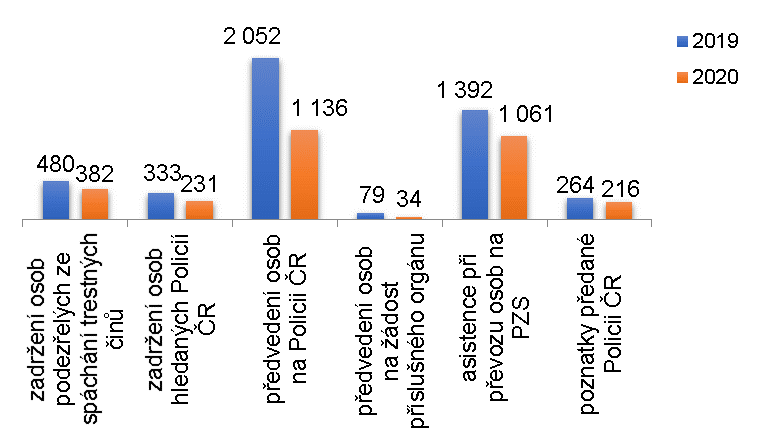 2 052
2019
2020
1 136
1 392
1 061
480
382
333
231
79
34
264
216
zadržení osob
podezřelých ze
spáchání trestných
činů
zadržení osob
hledaných Policií
ČR
předvedení osob
na Policii ČR
předvedení osob
na žádost
příslušného orgánu
asistence při
převozu osob na
PZS
poznatky předané
Policii ČR